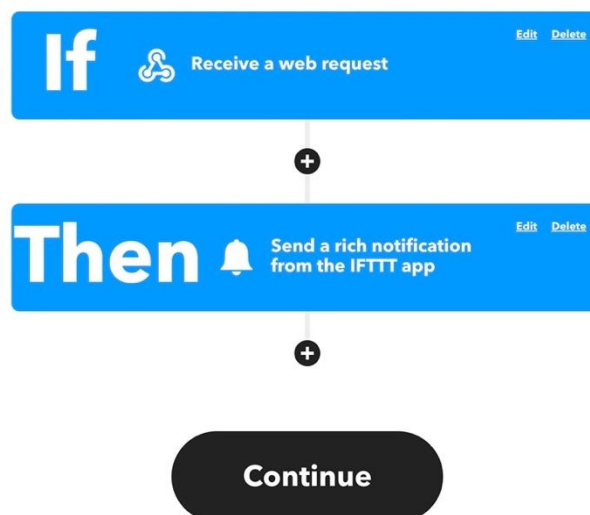 If
Receive a web request
Edit Delete
Then
Send a rich notification
from the IFTTT app
Edit Delete
Continue